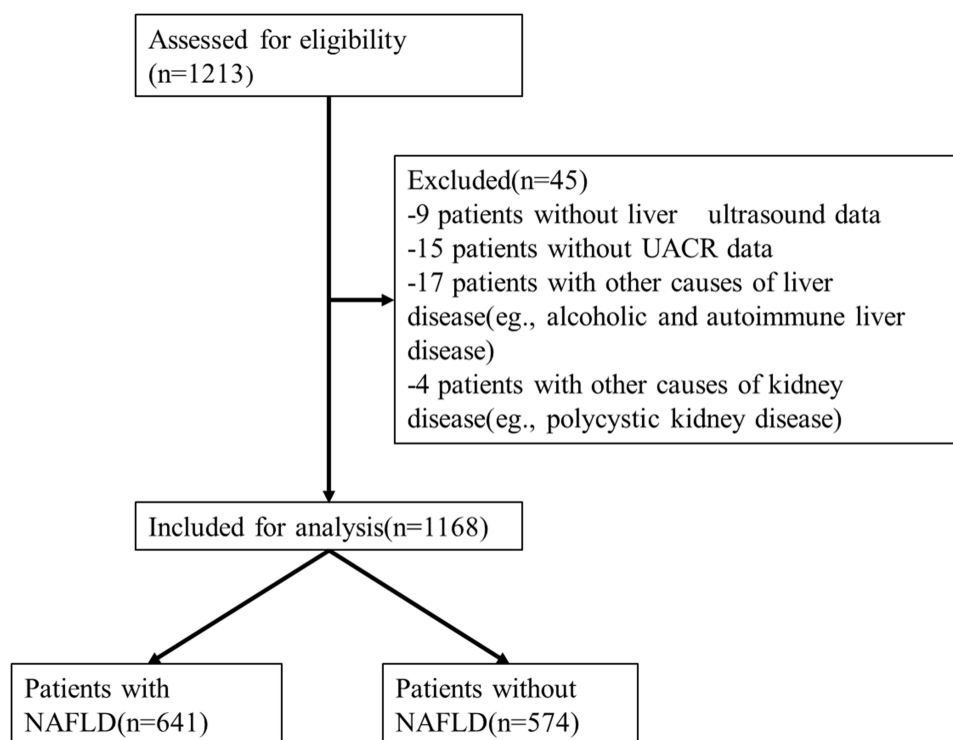 Assessed for eligibility
(n=1213)
Excluded(n=45)
-9 patients without liver ultrasound data
-15 patients without UACR data
-17 patients with other causes of liver
disease(eg., alcoholic and autoimmune liver
disease)
-4 patients with other causes of kidney
disease(eg., polycystic kidney disease)
Included for analysis(n=1168)
Patients with
NAFLD(n=641)
Patients without
NAFLD(n=574)